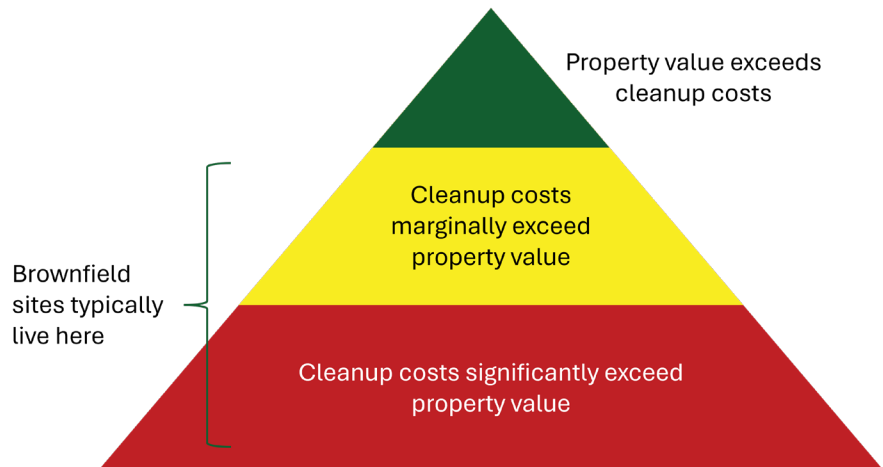 Property value exceeds
cleanup costs
Cleanup costs
marginally exceed
property value
Brownfield
sites typically
live here
Cleanup costs significantly exceed
property value